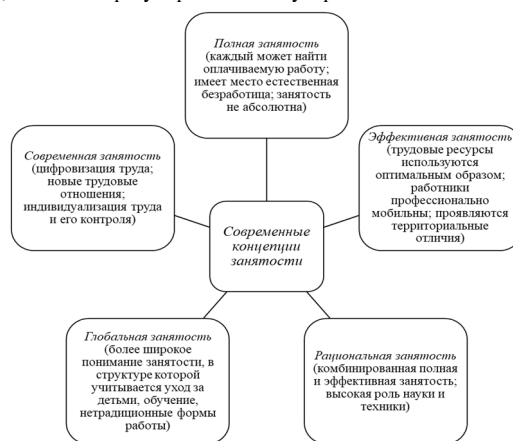 Полная занятость
(каждый может найти
оплачиваемую работу;
имеет место естественная
безработица; занятость
не абсолютна)
Современная занятость
(цифровизация труда;
новые трудовые
отношения;
индивидуализация труда
и его контроля)
Эффективная занятость
(трудовые ресурсы
используются
оптимальным образом;
работники
профессионально
мобильны; проявляются
территориальные
отличия)
Современные
концепции
занятости
Глобальная занятость
(более широкое
понимание занятости, в
структуре которой
учитывается уход за
детьми, обучение,
нетрадиционные формы
работы)
Рациональная занятость
(комбинированная полная
и эффективная занятость;
высокая роль науки и
техники)